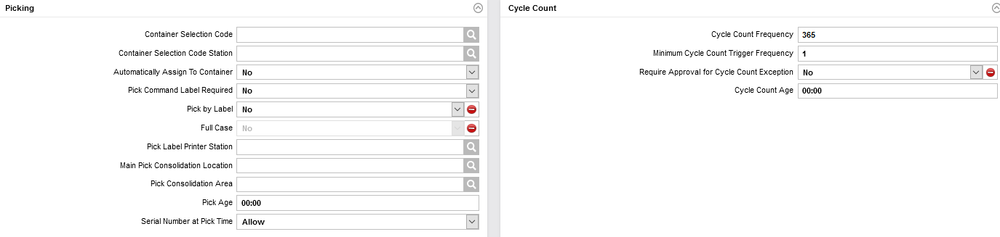 Picking
Container Selection Code
Container Selection Code Station
Automatically Assign To Container No
Pick Command Label Required No
Pick by Label No
Full Case No
Pick Label Printer Station
Main Pick Consolidation Location
Pick Consolidation Area
Pick Age 00:00
Serial Number at Pick Time Allow
Cycle Count
Cycle Count Frequency 365
Minimum Cycle Count Trigger Frequency 1
Require Approval for Cycle Count Exception No
Cycle Count Age 00:00